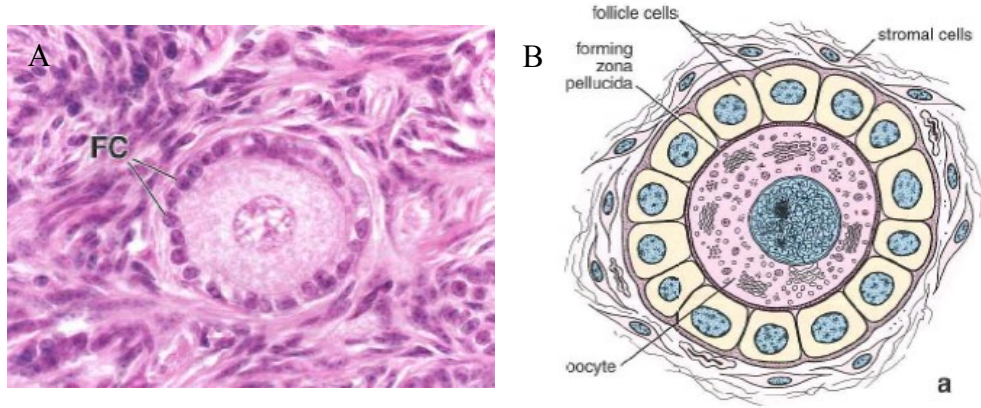 A
FC
B
follicle cells
stromal cells
forming
zona
pellucida
oocyte
a